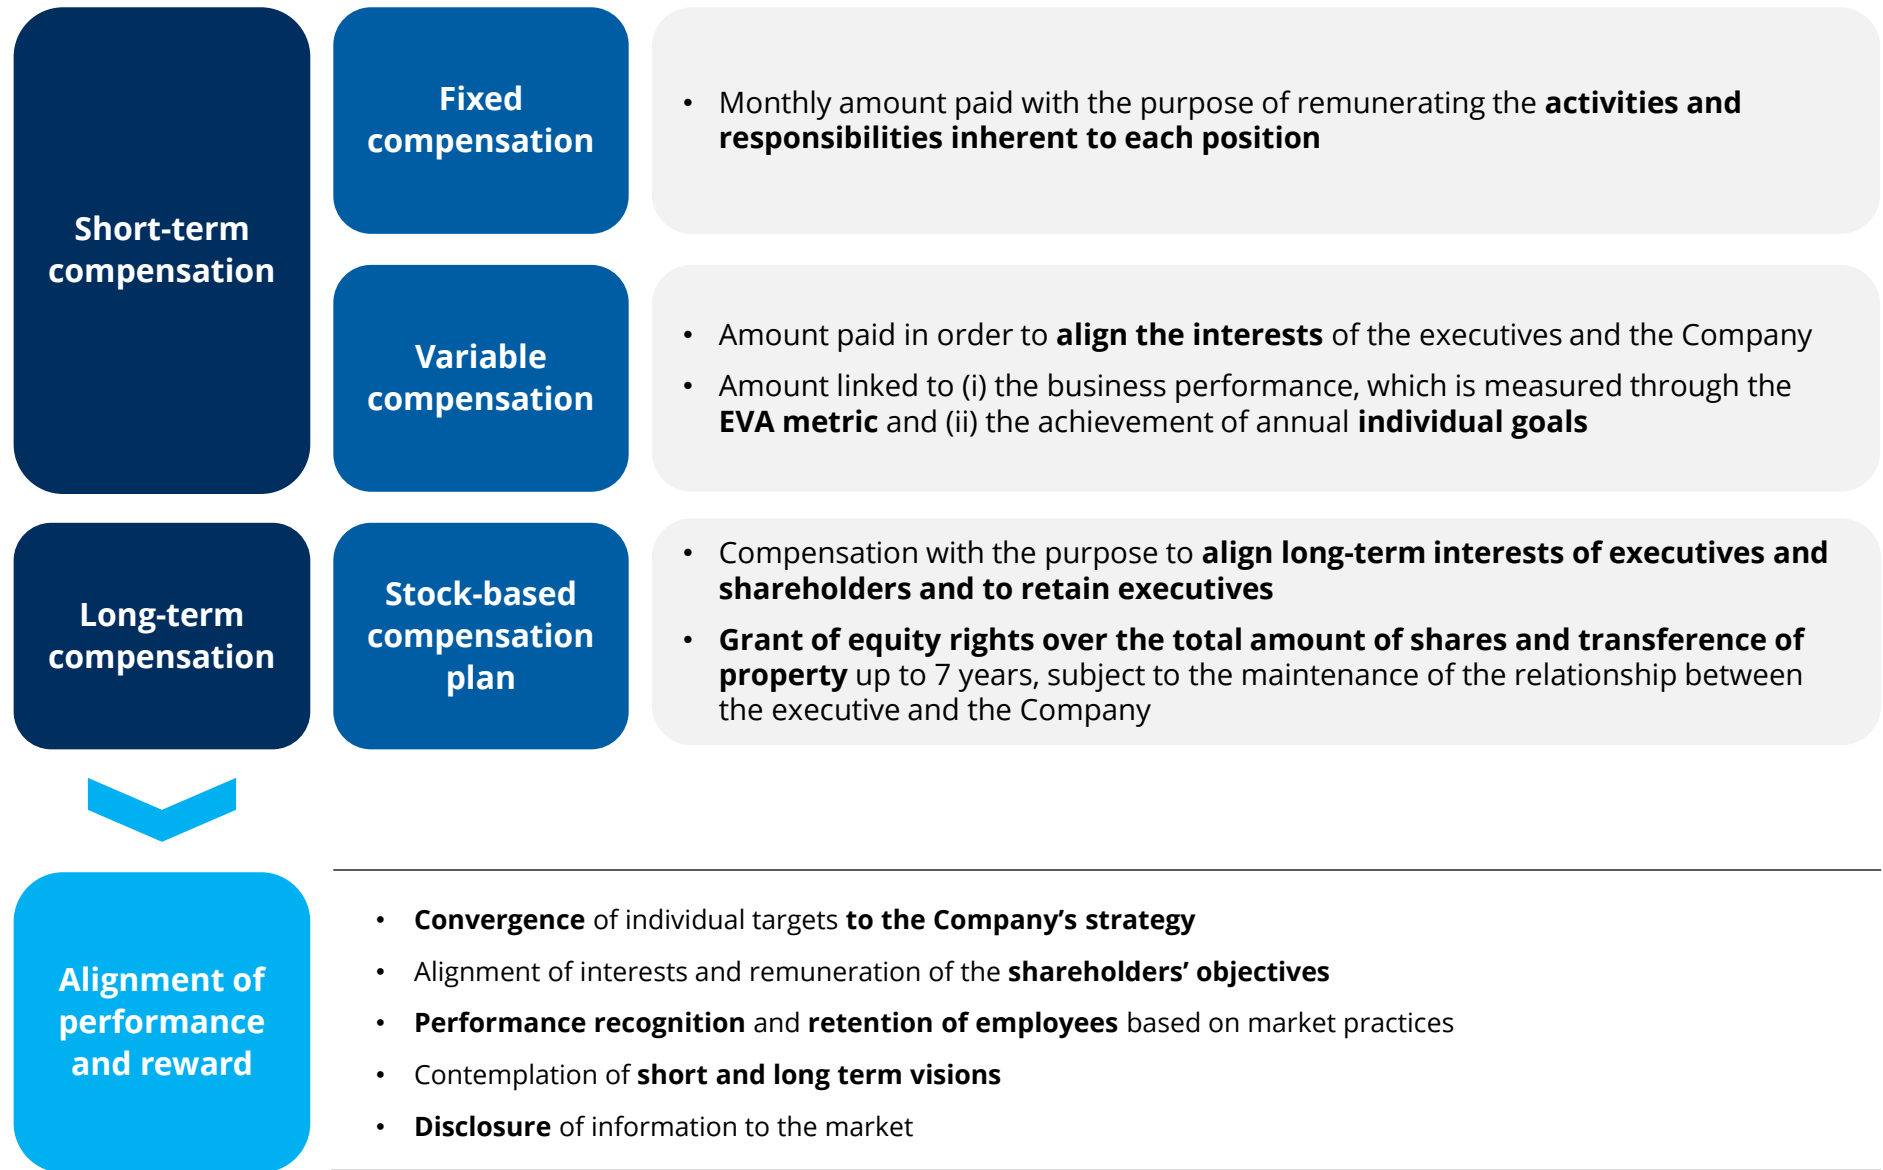 Short-term
compensation
Fixed
compensation
• Monthly amount paid with the purpose of remunerating the activities and
responsibilities inherent to each position
Variable
compensation
• Amount paid in order to align the interests of the executives and the Company
• Amount linked to (i) the business performance, which is measured through the
EVA metric and (ii) the achievement of annual individual goals
Long-term
compensation
Stock-based
compensation
plan
• Compensation with the purpose to align long-term interests of executives and
shareholders and to retain executives
• Grant of equity rights over the total amount of shares and transference of
property up to 7 years, subject to the maintenance of the relationship between
the executive and the Company
Alignment of
performance
and reward
• Convergence of individual targets to the Company’s strategy
• Alignment of interests and remuneration of the shareholders’ objectives
• Performance recognition and retention of employees based on market practices
• Contemplation of short and long term visions
• Disclosure of information to the market